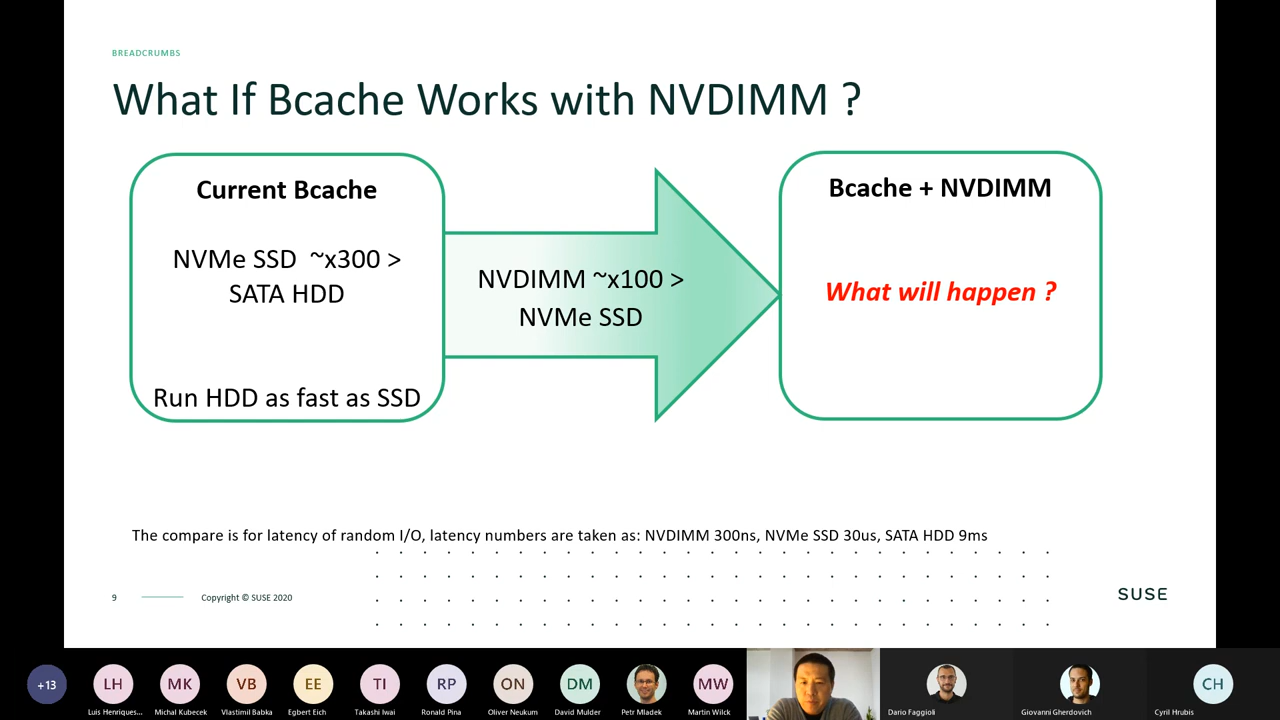 BREADCRUMBS
What If Bcache Works with NVDIMM ?
Current Bcache
NVMe SSD ~x300 >
SATA HDD
Run HDD as fast as SSD
NVDIMM ~x100 >
NVMe SSD
Bcache + NVDIMM
What will happen ?
The compare is for latency of random I/O, latency numbers are taken as: NVDIMM 300ns, NVMe SSD 30us, SATA HDD 9ms
9
Copyright © SUSE 2020
SUSE
+13
LH
MK
VB
EE
TI
RP
ON
DM
MW
CH
Luis Henriques...
Michal Kubecek
Vlastimil Babka
Egbert Eich
Takashi Iwai
Ronald Pina
Oliver Neukum
David Mulder
Petr Mladek
Martin Wilck
Dario Faggioli
Giovanni Gherdovich
Cyril Hrubis